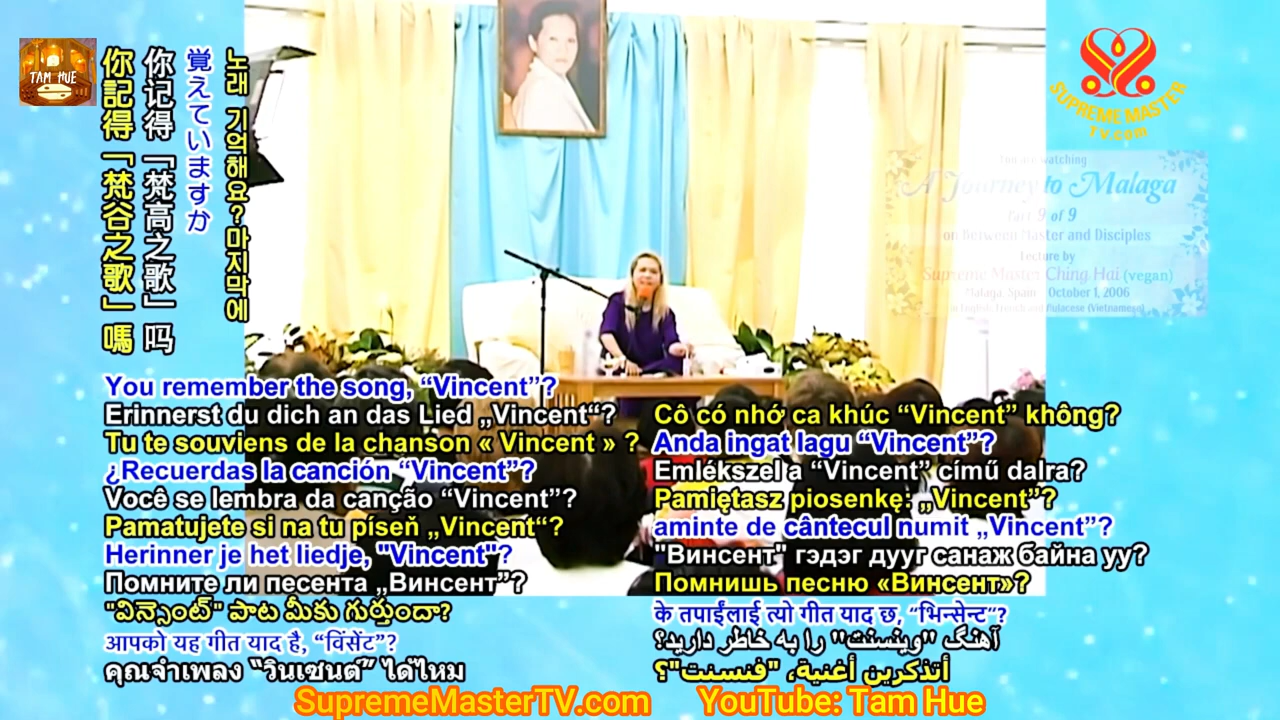 TAM HUE
你記得「梵谷之歌」嗎
你记得「梵高之歌」吗
覚えていますか
노래 기억해요?마지막에
SUPREME MASTER
TV.com
You are watching
A Journey to Malaga
Part 9 of 9
on Between Master and Disciples
Lecture by
Supreme Master Ching Hai (vegan)
Malaga, Spain October 1, 2006
in English, French and Aulacese (Vietnamese)
You remember the song, “Vincent”?
Erinnerst du dich an das Lied „Vincent“?
Tu te souviens de la chanson « Vincent » ?
¿Recuerdas la canción “Vincent”?
Você se lembra da canção “Vincent”?
Pamatujete si na tu píseň „Vincent“?
Herinner je het liedje, "Vincent"?
Помните ли песента „Винсент”?
"విన్సెంట్" పాట మీకు గుర్తుందా?
आपको यह गीत याद है, “विंसेंट”?
คุณจำเพลง “วินเซนต์” ได้ไหม
Cô có nhớ ca khúc “Vincent” không?
Anda ingat lagu “Vincent”?
Emlékszel a “Vincent” című dalra?
Pamiętasz piosenkę: „Vincent”?
aminte de cântecul numit „Vincent”?
"Винсент" гэдэг дууг санаж байна уу?
Помнишь песню «Винсент»?
के तपाईंलाई त्यो गीत याद छ, “भिन्सेन्ट”?
آهنگ "وینسنت" را به خاطر دارید؟
أتذكرين أغنية، "فنسنت"؟
SupremeMasterTV.com YouTube: Tam Hue